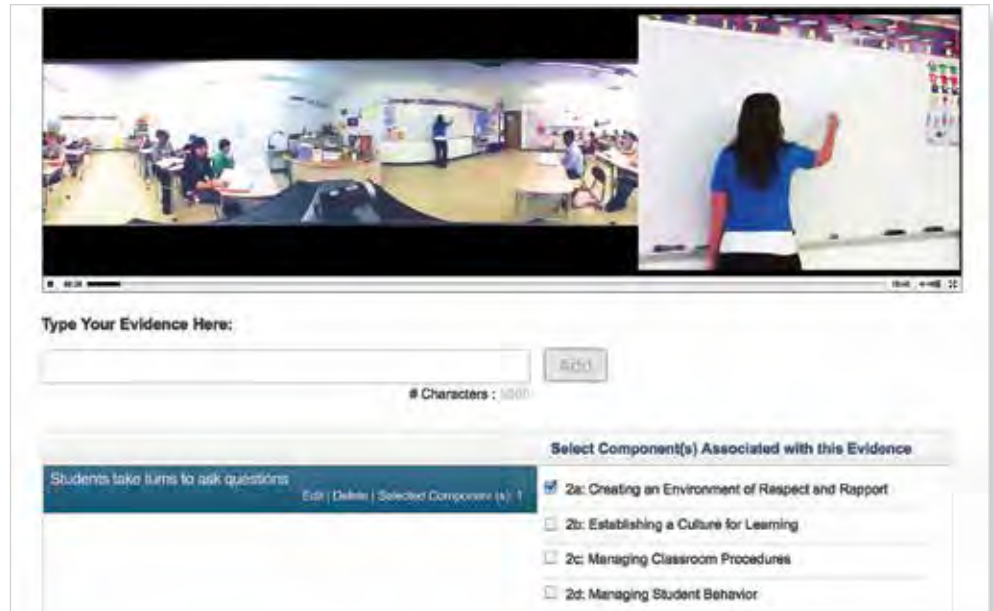 Type Your Evidence Here:
Add
# Characters :
Select Component(s) Associated with this Evidence
Students take turns to ask questions
Edit | Delete | Selected Component (s): 1
2a: Creating an Environment of Respect and Rapport
2b: Establishing a Culture for Learning
2c: Managing Classroom Procedures
2d: Managing Student Behavior